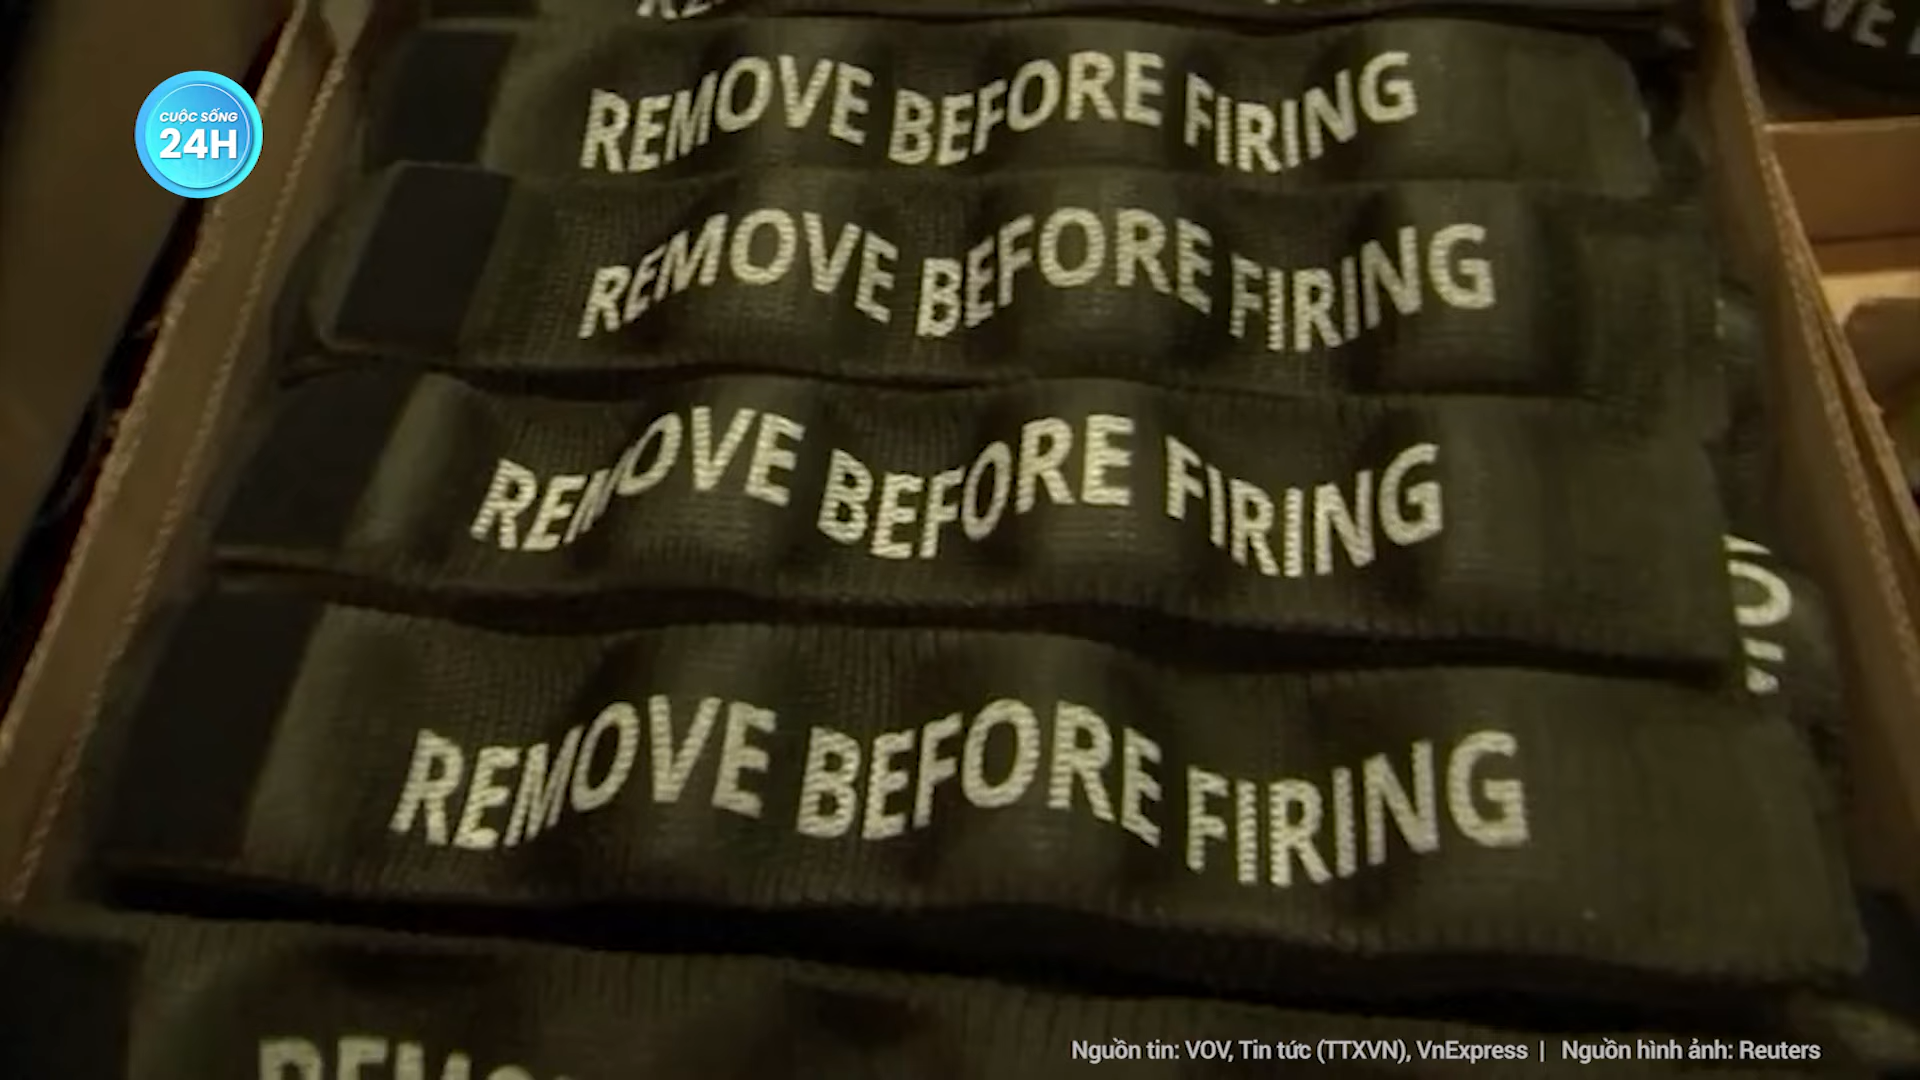 CUỘC SỐNG
24H
REMOVE BEFORE FIRING
REMOVE BEFORE FIRING
REMOVE BEFORE FIRING
REMOVE BEFORE FIRING
Nguồn tin: VOV, Tin tức (TTXVN), VnExpress | Nguồn hình ảnh: Reuters